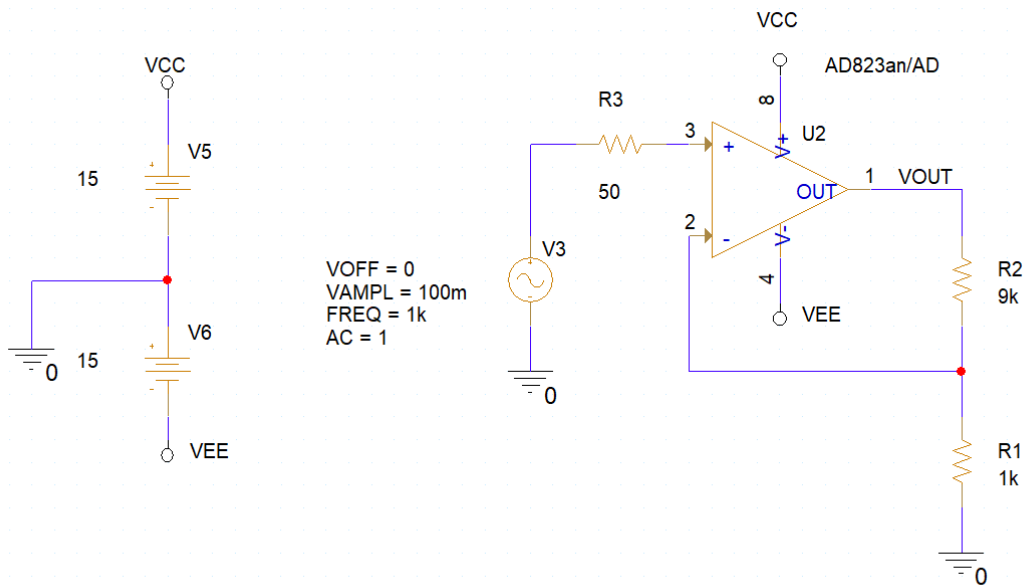 VCC
V5
15
+
-
0
V6
15
+
-
VEE
VOFF = 0
VAMPL = 100m
FREQ = 1k
AC = 1
V3
+
-
0
R3
50
VCC
AD823an/AD
8
3
+
V+
U2
OUT
1
VOUT
2
-
V-
4
VEE
R2
9k
R1
1k
0